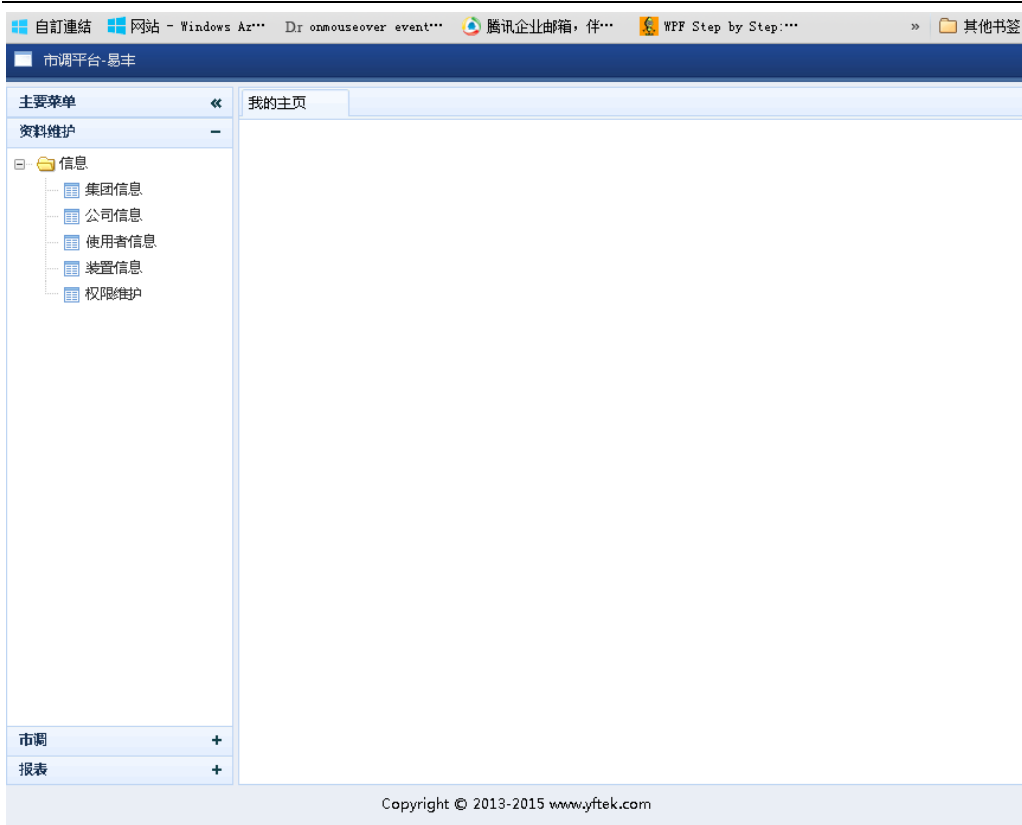 自訂連結 网站 - Windows Az… Dr onmouseover event… 腾讯企业邮箱，伴… WPF Step by Step:… » 其他书签
市调平台-易丰
主要菜单 «
我的主页
资料维护 −
信息
集团信息
公司信息
使用者信息
装置信息
权限维护
市调 +
报表 +
Copyright © 2013-2015 www.yftek.com